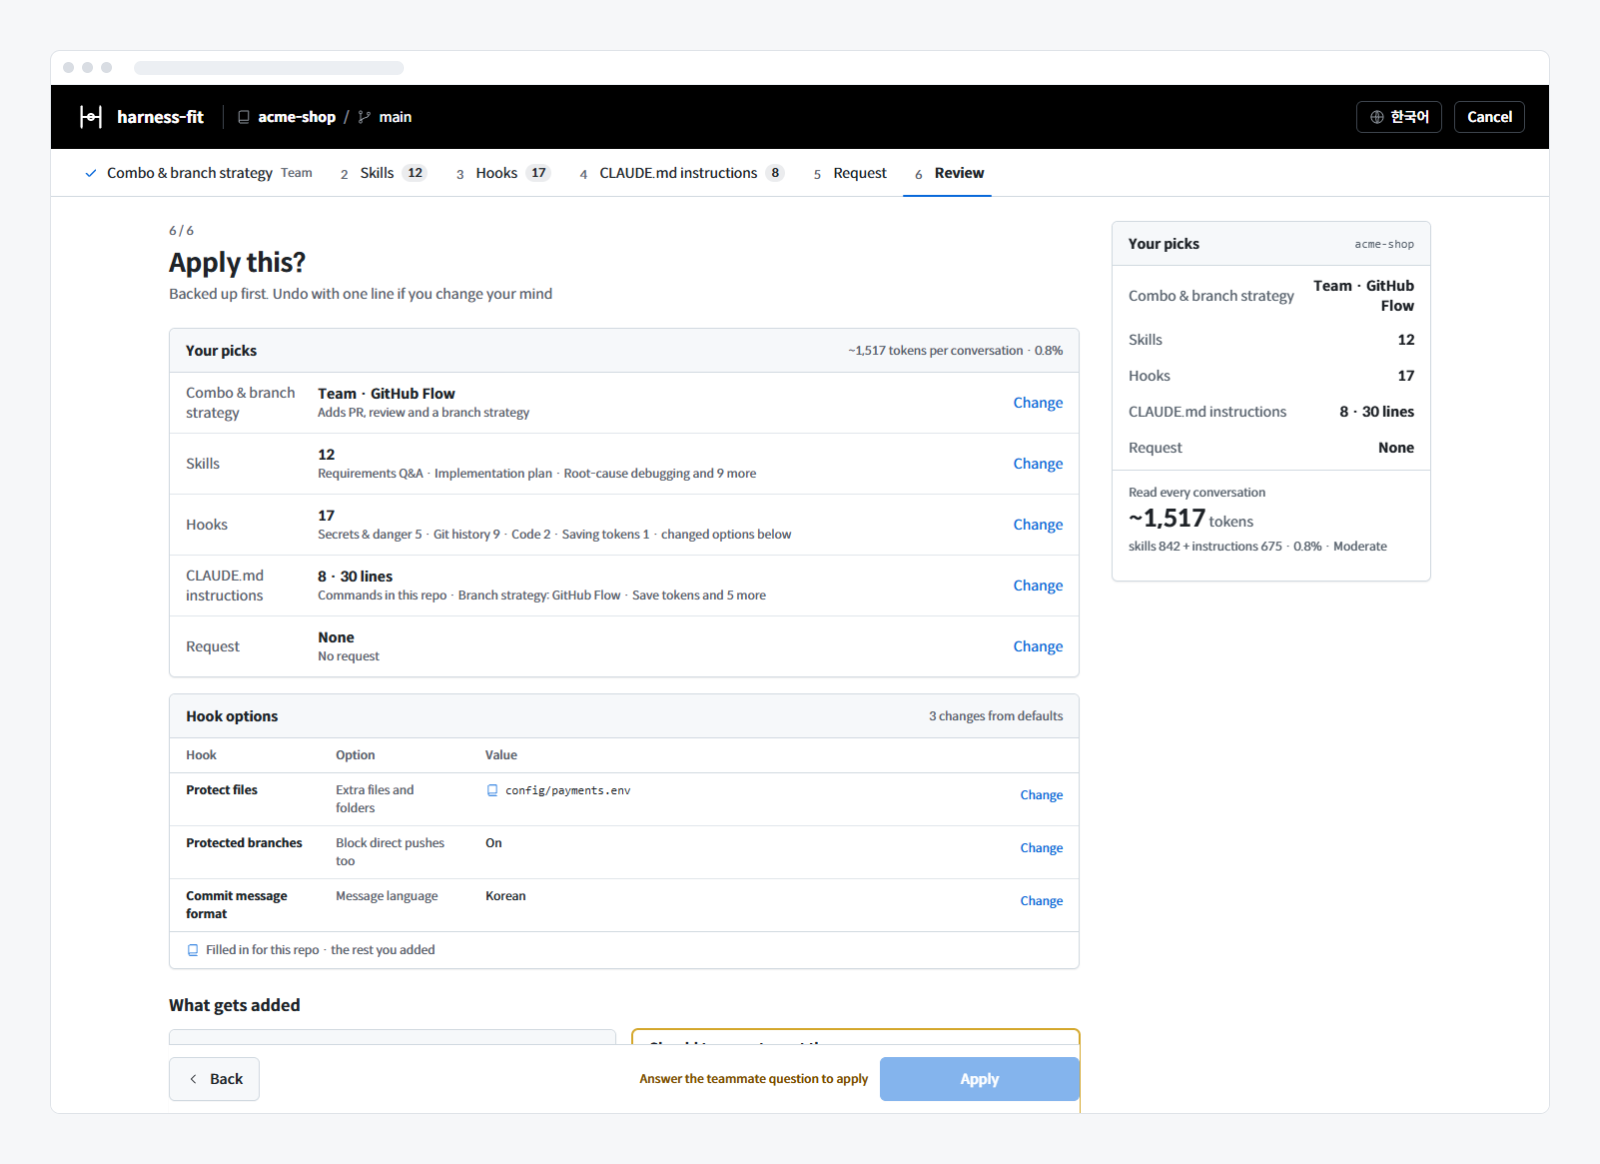 harness-fit acme-shop / main 한국어 Cancel
Combo & branch strategy Team 2 Skills 12 3 Hooks 17 4 CLAUDE.md instructions 8 5 Request 6 Review
6 / 6
Apply this?
Backed up first. Undo with one line if you change your mind
Your picks ~1,517 tokens per conversation · 0.8%
Combo & branch strategy
Team · GitHub Flow
Adds PR, review and a branch strategy
Change
Skills
12
Requirements Q&A · Implementation plan · Root-cause debugging and 9 more
Change
Hooks
17
Secrets & danger 5 · Git history 9 · Code 2 · Saving tokens 1 · changed options below
Change
CLAUDE.md instructions
8 · 30 lines
Commands in this repo · Branch strategy: GitHub Flow · Save tokens and 5 more
Change
Request
None
No request
Change
Hook options 3 changes from defaults
Hook Option Value
Protect files
Extra files and folders
config/payments.env
Change
Protected branches
Block direct pushes too
On
Change
Commit message format
Message language
Korean
Change
Filled in for this repo · the rest you added
What gets added
Back
Answer the teammate question to apply
Apply
Your picks acme-shop
Combo & branch strategy Team · GitHub Flow
Skills 12
Hooks 17
CLAUDE.md instructions 8 · 30 lines
Request None
Read every conversation
~1,517 tokens
skills 842 + instructions 675 · 0.8% · Moderate